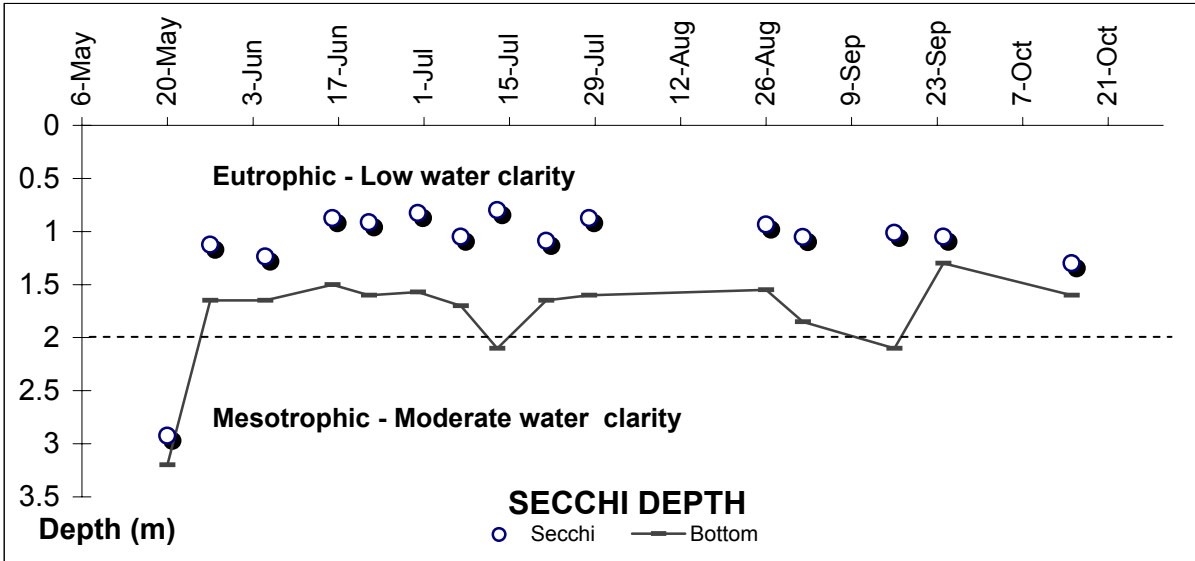 6-May
20-May
3-Jun
17-Jun
1-Jul
15-Jul
29-Jul
12-Aug
26-Aug
9-Sep
23-Sep
7-Oct
21-Oct
0
0.5
Eutrophic - Low water clarity
1
1.5
2
2.5
Mesotrophic - Moderate water clarity
3
3.5
SECCHI DEPTH
Depth (m)
Secchi Bottom